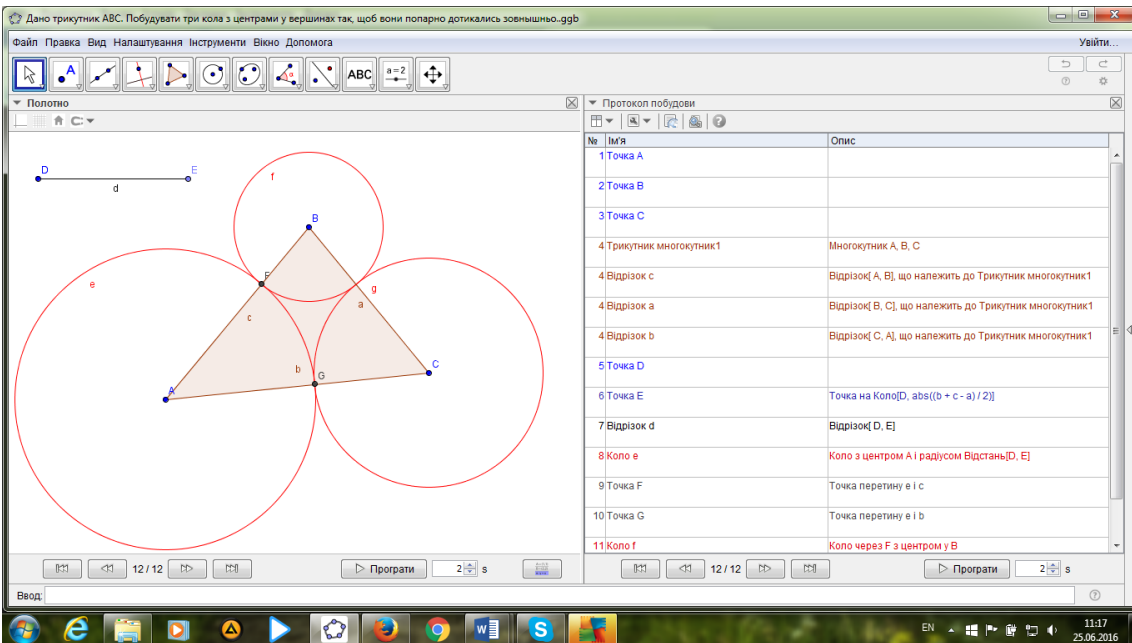 Дано трикутник ABC. Побудувати три кола з центрами у вершинах так, щоб вони попарно дотикались зовнішньо..ggb
Файл Правка Вид Налаштування Інструменти Вікно Допомога Увійти...
A ABC a=2
Полотно
Протокол побудови
№ Ім'я Опис
1 Точка A
2 Точка B
3 Точка C
4 Трикутник многокутник1 Многокутник A, B, C
4 Відрізок c Відрізок[ A, B], що належить до Трикутник многокутник1
4 Відрізок a Відрізок[ B, C], що належить до Трикутник многокутник1
4 Відрізок b Відрізок[ C, A], що належить до Трикутник многокутник1
5 Точка D
6 Точка E Точка на Коло[D, abs((b + c - a) / 2)]
7 Відрізок d Відрізок[ D, E]
8 Коло e Коло з центром A і радіусом Відстань[D, E]
9 Точка F Точка перетину e і c
10 Точка G Точка перетину e і b
11 Коло f Коло через F з центром у B
D E
d
f
B
e
F
g
c
a
b
G
C
A
12 / 12 Програти 2 s
12 / 12 Програти 2 s
Ввод:
EN
11:17
25.06.2016